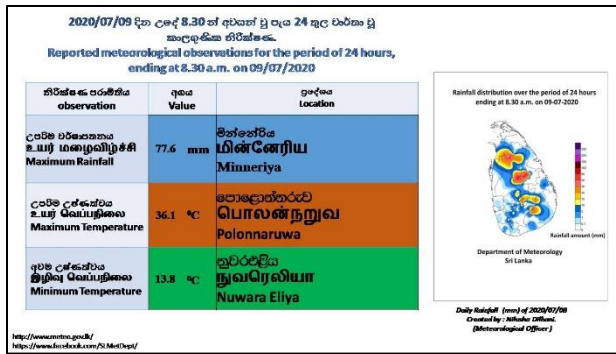 2020/07/09 දින උදේ 8.30 න් අවසන් වූ පැය 24 තුල වාර්තා වූ
කාලගුණික නිරීක්ෂණ.
Reported meteorological observations for the period of 24 hours,
ending at 8.30 a.m. on 09/07/2020
නිරීක්ෂණ පරාමිතිය
observation
අගය
Value
ප්‍රදේශය
Location
උපරිම වර්ෂාපතනය
உயர் மழைவீழ்ச்சி
Maximum Rainfall
77.6 mm
මින්නේරිය
மின்னேரிய
Minneriya
උපරිම උෂ්ණත්වය
உயர் வெப்பநிலை
Maximum Temperature
36.1 ºC
පොළොන්නරුව
பொலன்நறுவ
Polonnaruwa
අවම උෂ්ණත්වය
இழிவு வெப்பநிலை
Minimum Temperature
13.8 ºC
නුවරඑළිය
நுவரெலியா
Nuwara Eliya
http://www.meteo.gov.lk/
https://www.facebook.com/SLMetDept/
Rainfall distribution over the period of 24 hours
ending at 8.30 a.m. on 09-07-2020
Rainfall amount (mm)
Department of Meteorology
Sri Lanka
Daily Rainfall (mm) of 2020/07/08
Created by : Nilusha Dilhani.
(Meteorological Officer )